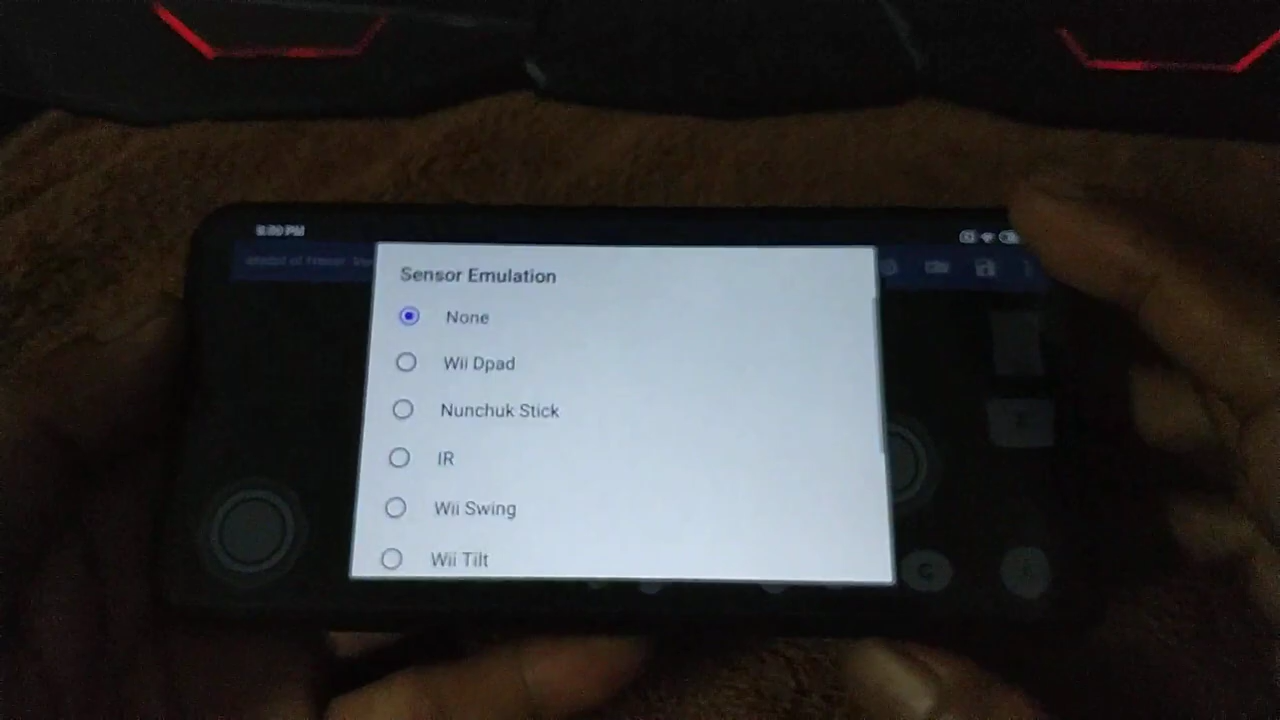 Sensor Emulation
None
Wii Dpad
Nunchuk Stick
IR
Wii Swing
Wii Tilt
C